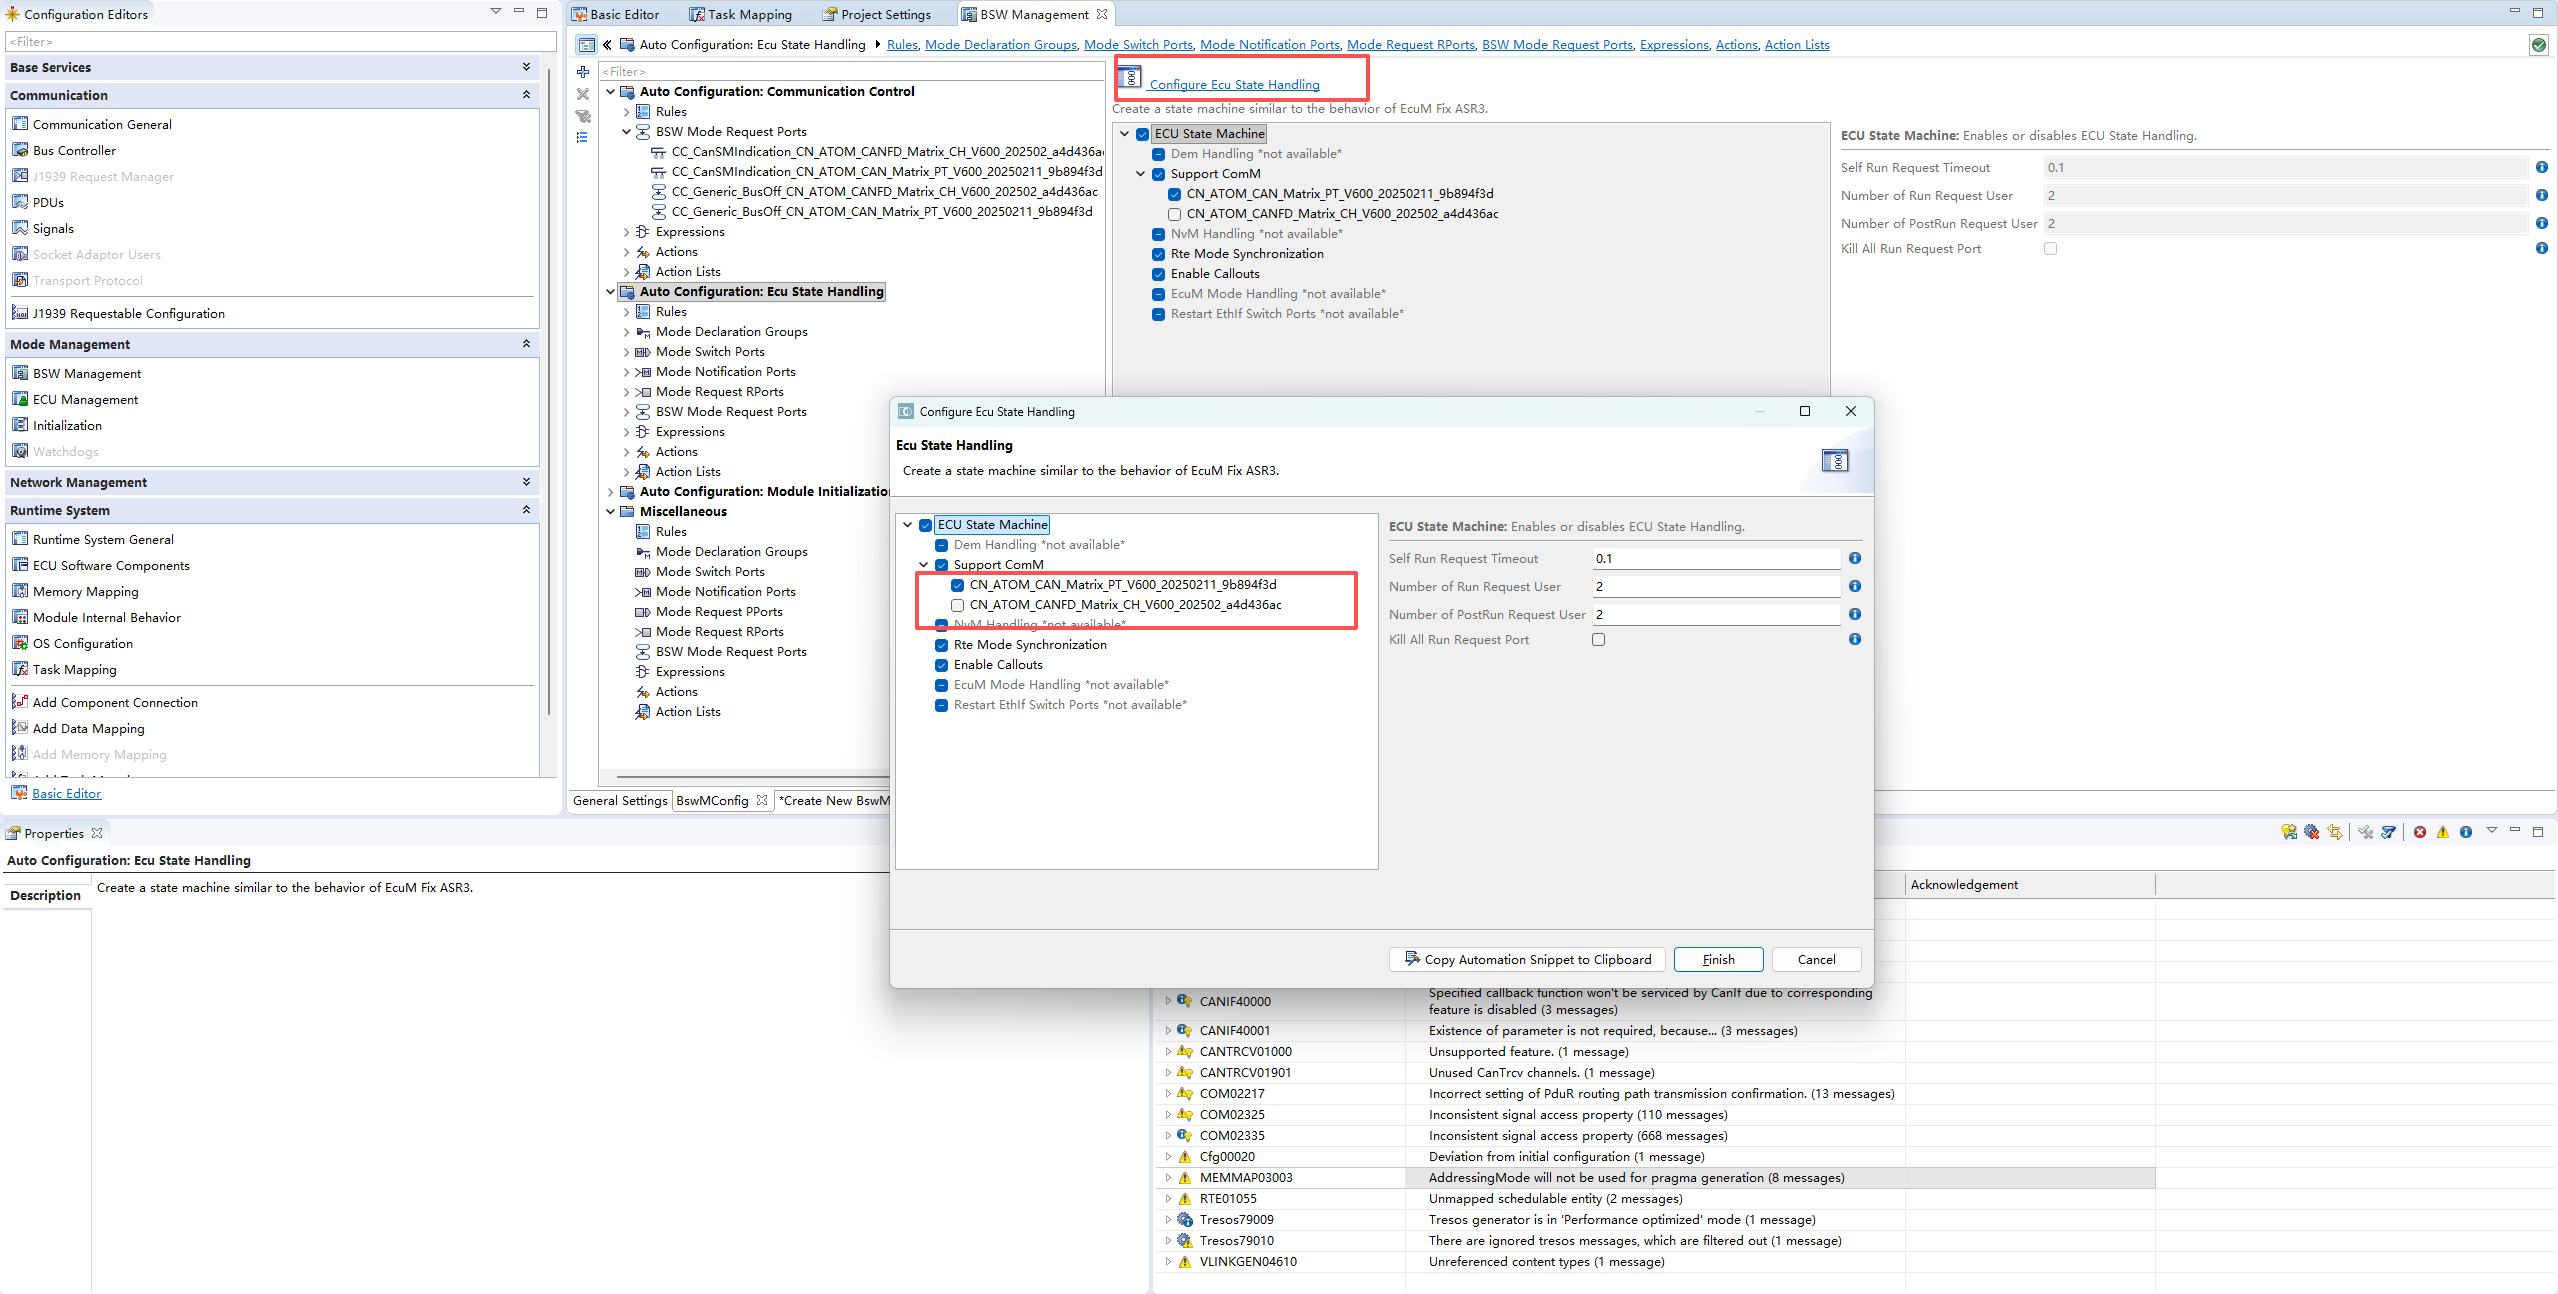 Configuration Editors
<Filter>
Base Services
Communication
Communication General
Bus Controller
J1939 Request Manager
PDUs
Signals
Socket Adaptor Users
Transport Protocol
J1939 Requestable Configuration
Mode Management
BSW Management
ECU Management
Initialization
Watchdogs
Network Management
Runtime System
Runtime System General
ECU Software Components
Memory Mapping
Module Internal Behavior
OS Configuration
Task Mapping
Add Component Connection
Add Data Mapping
Add Memory Mapping
Basic Editor
Basic Editor Task Mapping Project Settings BSW Management
Auto Configuration: Ecu State Handling Rules, Mode Declaration Groups, Mode Switch Ports, Mode Notification Ports, Mode Request RPorts, BSW Mode Request Ports, Expressions, Actions, Action Lists
<Filter>
Auto Configuration: Communication Control
Rules
BSW Mode Request Ports
CC_CanSMIndication_CN_ATOM_CANFD_Matrix_CH_V600_202502_a4d436ac
CC_CanSMIndication_CN_ATOM_CAN_Matrix_PT_V600_20250211_9b894f3d
CC_Generic_BusOff_CN_ATOM_CANFD_Matrix_CH_V600_202502_a4d436ac
CC_Generic_BusOff_CN_ATOM_CAN_Matrix_PT_V600_20250211_9b894f3d
Expressions
Actions
Action Lists
Auto Configuration: Ecu State Handling
Rules
Mode Declaration Groups
Mode Switch Ports
Mode Notification Ports
Mode Request RPorts
BSW Mode Request Ports
Expressions
Actions
Action Lists
Auto Configuration: Module Initialization
Miscellaneous
Rules
Mode Declaration Groups
Mode Switch Ports
Mode Notification Ports
Mode Request PPorts
Mode Request RPorts
BSW Mode Request Ports
Expressions
Actions
Action Lists
General Settings BswMConfig *Create New BswM
Configure Ecu State Handling
Create a state machine similar to the behavior of EcuM Fix ASR3.
ECU State Machine
Dem Handling *not available*
Support ComM
CN_ATOM_CAN_Matrix_PT_V600_20250211_9b894f3d
CN_ATOM_CANFD_Matrix_CH_V600_202502_a4d436ac
NvM Handling *not available*
Rte Mode Synchronization
Enable Callouts
EcuM Mode Handling *not available*
Restart EthIf Switch Ports *not available*
ECU State Machine: Enables or disables ECU State Handling.
Self Run Request Timeout 0.1
Number of Run Request User 2
Number of PostRun Request User 2
Kill All Run Request Port
Configure Ecu State Handling
Ecu State Handling
Create a state machine similar to the behavior of EcuM Fix ASR3.
ECU State Machine
Dem Handling *not available*
Support ComM
CN_ATOM_CAN_Matrix_PT_V600_20250211_9b894f3d
CN_ATOM_CANFD_Matrix_CH_V600_202502_a4d436ac
NvM Handling *not available*
Rte Mode Synchronization
Enable Callouts
EcuM Mode Handling *not available*
Restart EthIf Switch Ports *not available*
ECU State Machine: Enables or disables ECU State Handling.
Self Run Request Timeout 0.1
Number of Run Request User 2
Number of PostRun Request User 2
Kill All Run Request Port
Copy Automation Snippet to Clipboard Finish Cancel
Properties
Auto Configuration: Ecu State Handling
Description
Create a state machine similar to the behavior of EcuM Fix ASR3.
Acknowledgement
CANIF40000 Specified callback function won't be serviced by CanIf due to corresponding
feature is disabled (3 messages)
CANIF40001 Existence of parameter is not required, because... (3 messages)
CANTRCV01000 Unsupported feature. (1 message)
CANTRCV01901 Unused CanTrcv channels. (1 message)
COM02217 Incorrect setting of PduR routing path transmission confirmation. (13 messages)
COM02325 Inconsistent signal access property (110 messages)
COM02335 Inconsistent signal access property (668 messages)
Cfg00020 Deviation from initial configuration (1 message)
MEMMAP03003 AddressingMode will not be used for pragma generation (8 messages)
RTE01055 Unmapped schedulable entity (2 messages)
Tresos79009 Tresos generator is in 'Performance optimized' mode (1 message)
Tresos79010 There are ignored tresos messages, which are filtered out (1 message)
VLINKGEN04610 Unreferenced content types (1 message)